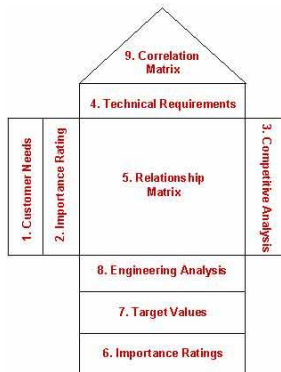 9. Correlation
Matrix
4. Technical Requirements
1. Customer Needs
2. Importance Rating
5. Relationship
Matrix
3. Competitive Analysis
8. Engineering Analysis
7. Target Values
6. Importance Ratings